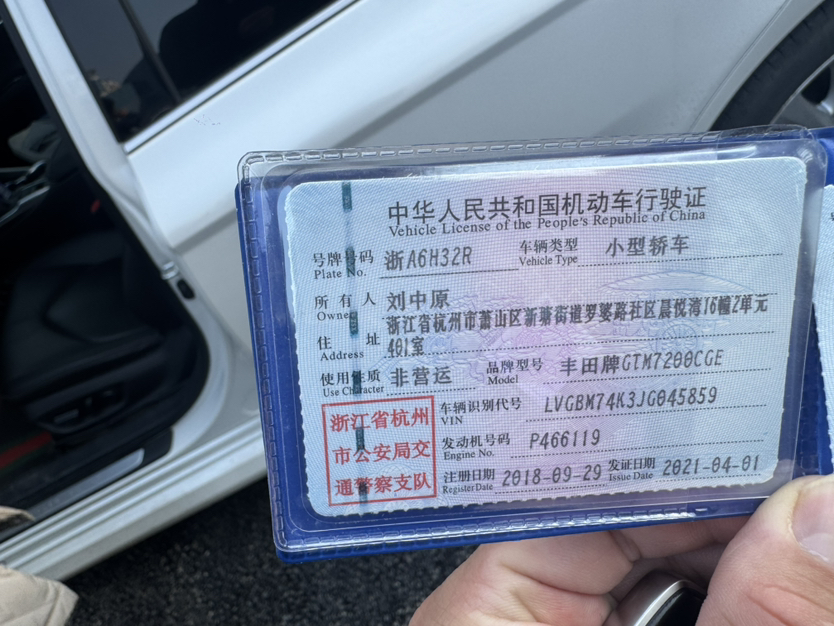 中华人民共和国机动车行驶证
Vehicle License of the People's Republic of China
号牌号码 浙A6H32R 车辆类型 小型轿车
Plate No. Vehicle Type
所有人 刘中原
Owner
浙江省杭州市萧山区新塘街道罗婆路社区晨悦湾16幢2单元
住址 401室
Address
使用性质 非营运 品牌型号 丰田牌GTM7200CGE
Use Character Model
浙江省杭州
市公安局交
通警察支队
车辆识别代号 LVGBM74K3JG045859
VIN
发动机号码 P466119
Engine No.
注册日期 2018-09-29 发证日期 2021-04-01
Register Date Issue Date